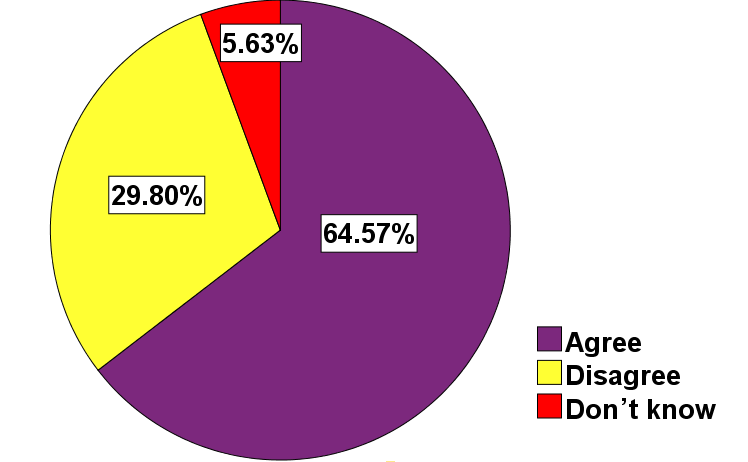 5.63%
29.80%
64.57%
Agree
Disagree
Don’t know